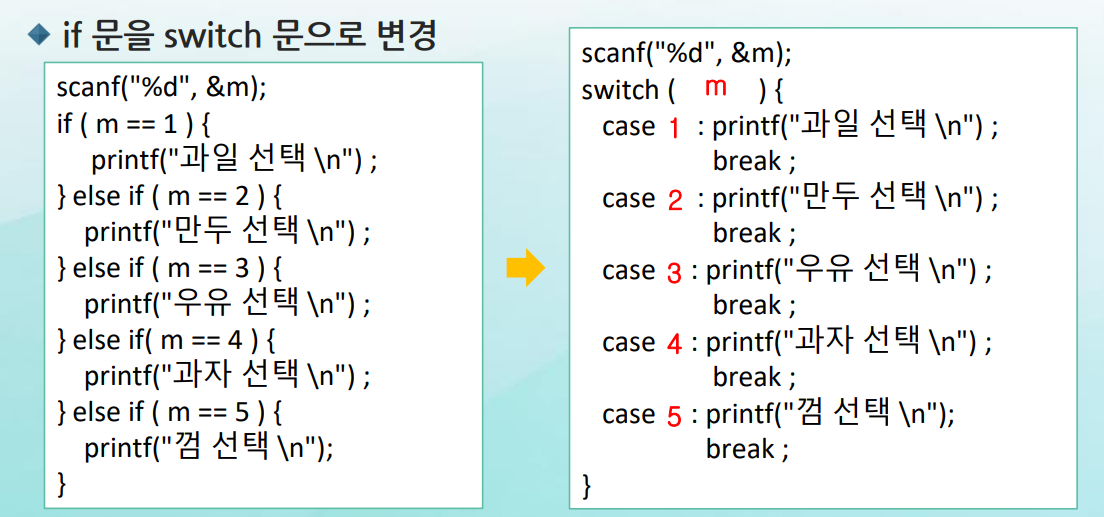 if 문을 switch 문으로 변경
scanf("%d", &m);
if ( m == 1 ) {
printf("과일 선택 \n") ;
} else if ( m == 2 ) {
printf("만두 선택 \n") ;
} else if ( m == 3 ) {
printf("우유 선택 \n") ;
} else if( m == 4 ) {
printf("과자 선택 \n") ;
} else if ( m == 5 ) {
printf("껌 선택 \n");
}
scanf("%d", &m);
switch ( m ) {
case 1 : printf("과일 선택 \n") ;
break ;
case 2 : printf("만두 선택 \n") ;
break ;
case 3 : printf("우유 선택 \n") ;
break ;
case 4 : printf("과자 선택 \n") ;
break ;
case 5 : printf("껌 선택 \n");
break ;
}